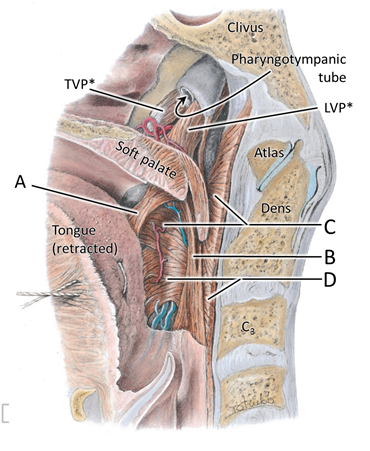 Clivus
Pharyngotympanic
tube
TVP*
LVP*
Soft palate
Atlas
A
Dens
Tongue
(retracted)
C
B
D
C3